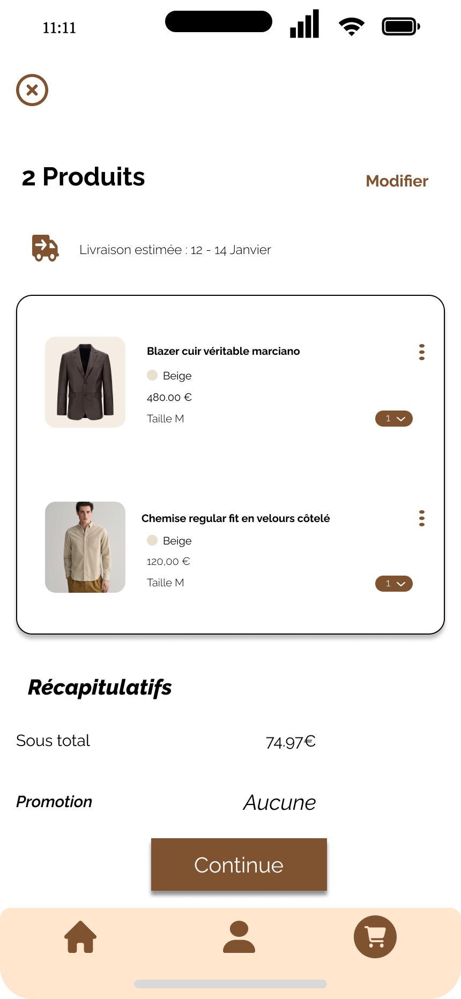 11:11
2 Produits
Modifier
Livraison estimée : 12 - 14 Janvier
Blazer cuir véritable marciano
Beige
480.00 €
Taille M
1
Chemise regular fit en velours côtelé
Beige
120,00 €
Taille M
1
Récapitulatifs
Sous total
74.97€
Promotion
Aucune
Continue